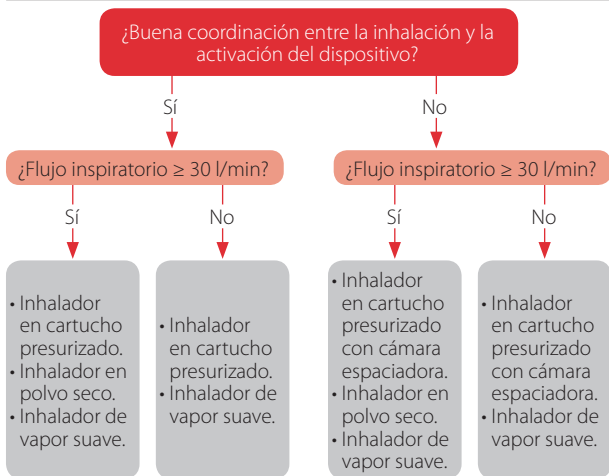 ¿Buena coordinación entre la inhalación y la
activación del dispositivo?
Sí
No
¿Flujo inspiratorio ≥ 30 l/min?
¿Flujo inspiratorio ≥ 30 l/min?
Sí
No
Sí
No
• Inhalador
en cartucho
presurizado.
• Inhalador en
polvo seco.
• Inhalador de
vapor suave.
• Inhalador
en cartucho
presurizado.
• Inhalador de
vapor suave.
• Inhalador
en cartucho
presurizado
con cámara
espaciadora.
• Inhalador en
polvo seco.
• Inhalador de
vapor suave.
• Inhalador
en cartucho
presurizado
con cámara
espaciadora.
• Inhalador de
vapor suave.